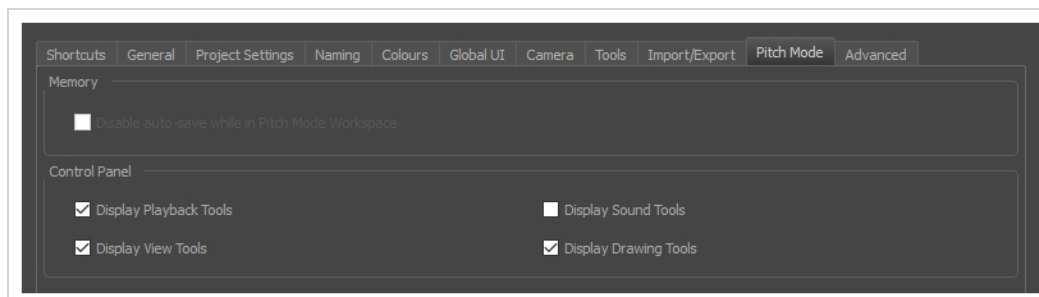 Shortcuts General Project Settings Naming Colours Global UI Camera Tools Import/Export Pitch Mode Advanced
Memory
Disable auto-save while in Pitch Mode Workspace
Control Panel
Display Playback Tools Display Sound Tools
Display View Tools Display Drawing Tools